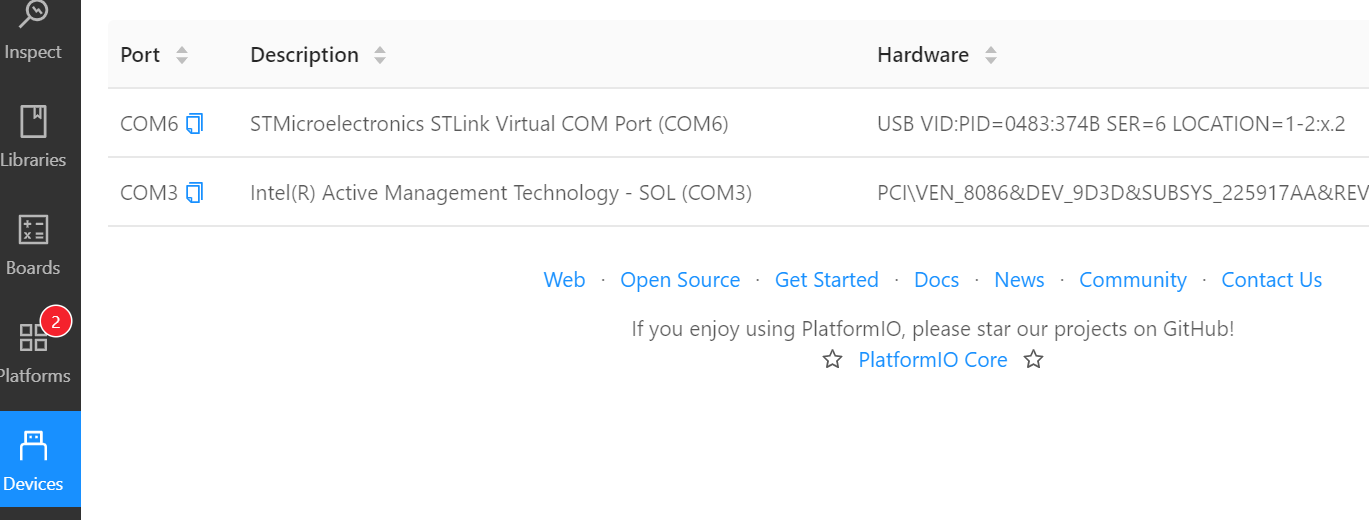 Inspect
Libraries
Boards
2
Platforms
Devices
Port Description Hardware
COM6 STMicroelectronics STLink Virtual COM Port (COM6) USB VID:PID=0483:374B SER=6 LOCATION=1-2:x.2
COM3 Intel(R) Active Management Technology - SOL (COM3) PCI\VEN_8086&DEV_9D3D&SUBSYS_225917AA&REV
Web · Open Source · Get Started · Docs · News · Community · Contact Us
If you enjoy using PlatformIO, please star our projects on GitHub!
☆ PlatformIO Core ☆